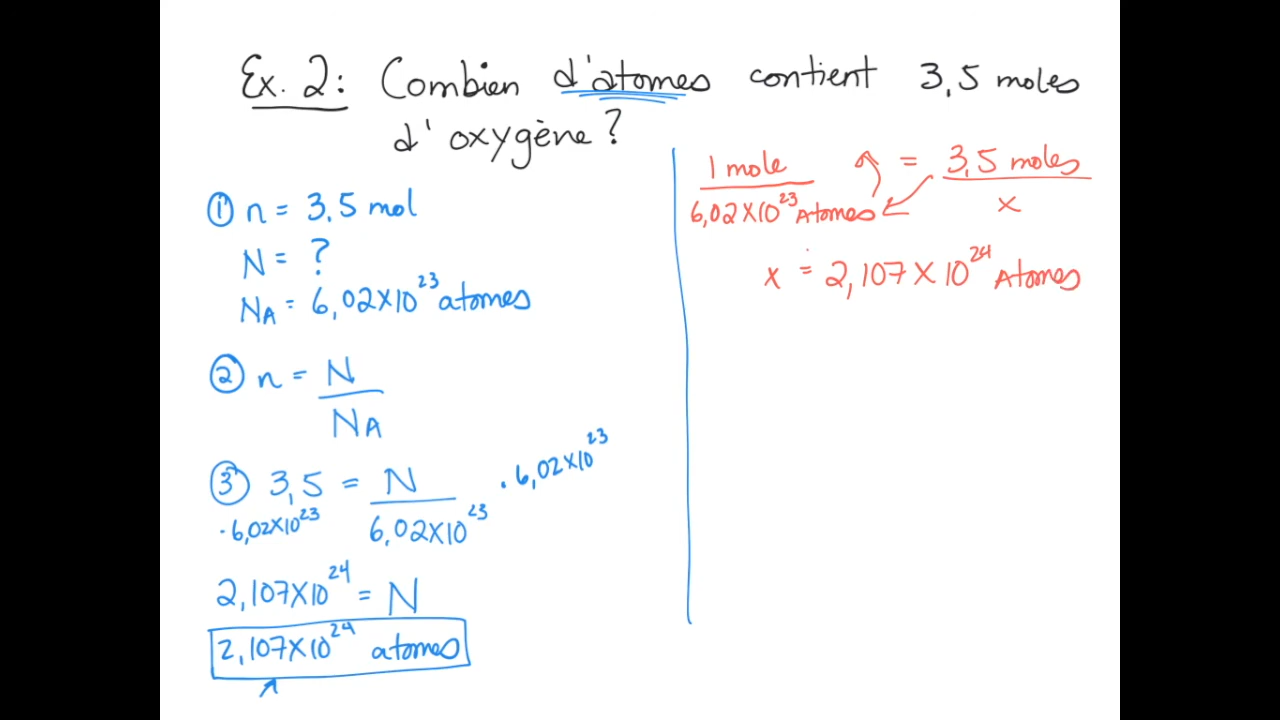 Ex. 2: Combien d'atomes contient 3,5 moles
d'oxygène?
① n = 3,5 mol
N = ?
NA = 6,02X10²³ atomes
② n = N
NA
③ 3,5 = N
6,02X10²³
·6,02X10²³
·6,02X10²³
2,107X10²⁴ = N
2,107X10²⁴ atomes
1 mole = 3,5 moles
6,02X10²³ Atomes x
x = 2,107X10²⁴ Atomes